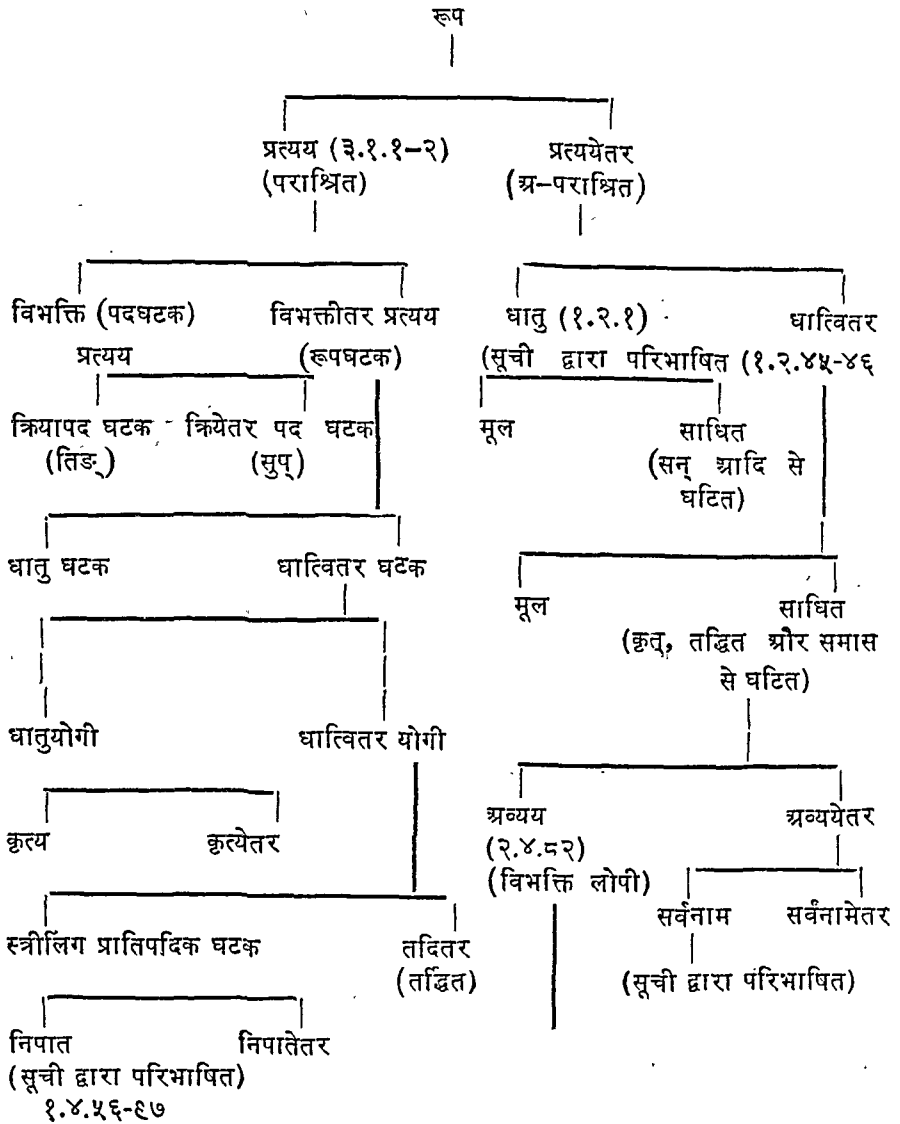 रूप
प्रत्यय (३.१.१–२) प्रत्ययेतर
(पराश्रित) (अ–पराश्रित)
विभक्ति (पदघटक) विभक्तीतर प्रत्यय धातु (१.२.१) धात्वितर
प्रत्यय (रूपघटक) (सूची द्वारा परिभाषित (१.२.४५-४६
क्रियापद घटक - क्रियेतर पद घटक मूल साधित
(तिङ्) (सुप्) (सन् आदि से
घटित)
धातु घटक धात्वितर घटक
मूल साधित
(कृत्, तद्धित और समास
से घटित)
धातुयोगी धात्वितर योगी
कृत्य कृत्येतर अव्यय अव्ययेतर
(२.४.८२)
(विभक्ति लोपी)
सर्वनाम सर्वनामेतर
स्त्रीलिंग प्रातिपदिक घटक तदितर
(तद्धित) (सूची द्वारा परिभाषित)
निपात निपातेतर
(सूची द्वारा परिभाषित)
१.४.५६-९७